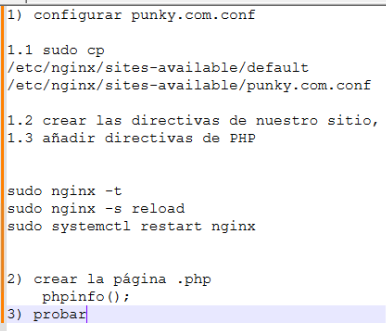 1) configurar punky.com.conf
1.1 sudo cp
/etc/nginx/sites-available/default
/etc/nginx/sites-available/punky.com.conf
1.2 crear las directivas de nuestro sitio,
1.3 añadir directivas de PHP
sudo nginx -t
sudo nginx -s reload
sudo systemctl restart nginx
2) crear la página .php
phpinfo();
3) probar